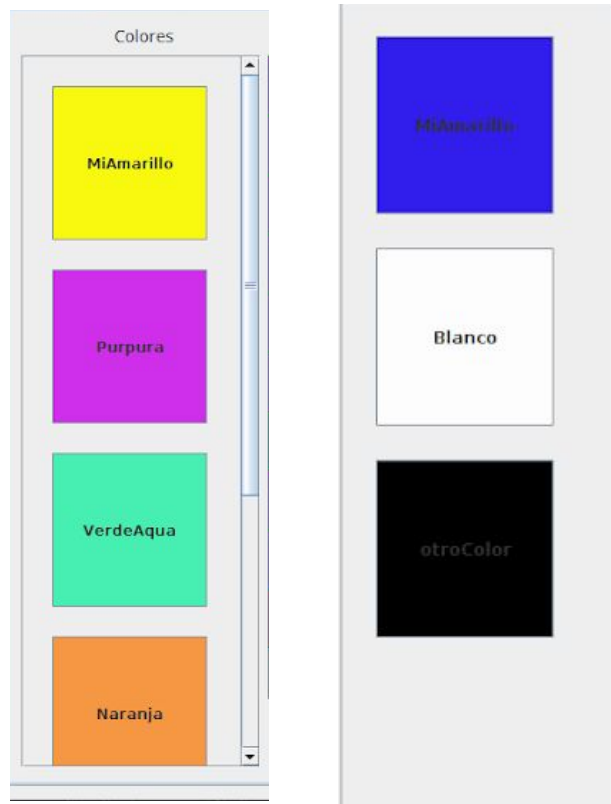 Colores
MiAmarillo
Purpura
VerdeAqua
Naranja
MiAmarillo
Blanco
otroColor